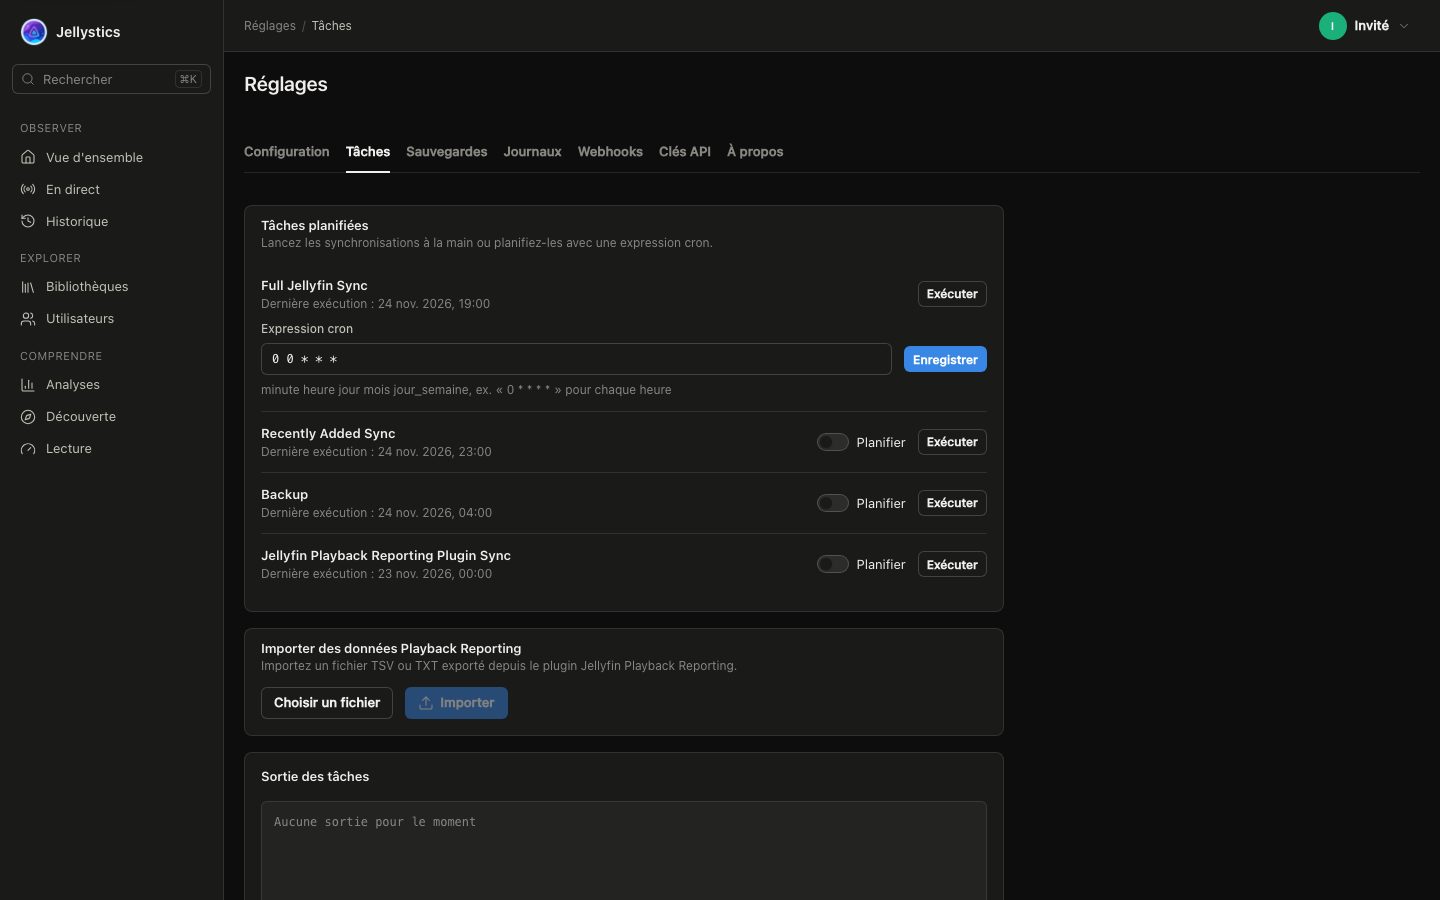 Jellystics
Rechercher ⌘K
OBSERVER
Vue d'ensemble
En direct
Historique
EXPLORER
Bibliothèques
Utilisateurs
COMPRENDRE
Analyses
Découverte
Lecture
Réglages / Tâches
I Invité
Réglages
Configuration Tâches Sauvegardes Journaux Webhooks Clés API À propos
Tâches planifiées
Lancez les synchronisations à la main ou planifiez-les avec une expression cron.
Full Jellyfin Sync
Dernière exécution : 24 nov. 2026, 19:00
Exécuter
Expression cron
0 0 * * *
Enregistrer
minute heure jour mois jour_semaine, ex. « 0 * * * * » pour chaque heure
Recently Added Sync
Dernière exécution : 24 nov. 2026, 23:00
Planifier Exécuter
Backup
Dernière exécution : 24 nov. 2026, 04:00
Planifier Exécuter
Jellyfin Playback Reporting Plugin Sync
Dernière exécution : 23 nov. 2026, 00:00
Planifier Exécuter
Importer des données Playback Reporting
Importez un fichier TSV ou TXT exporté depuis le plugin Jellyfin Playback Reporting.
Choisir un fichier Importer
Sortie des tâches
Aucune sortie pour le moment